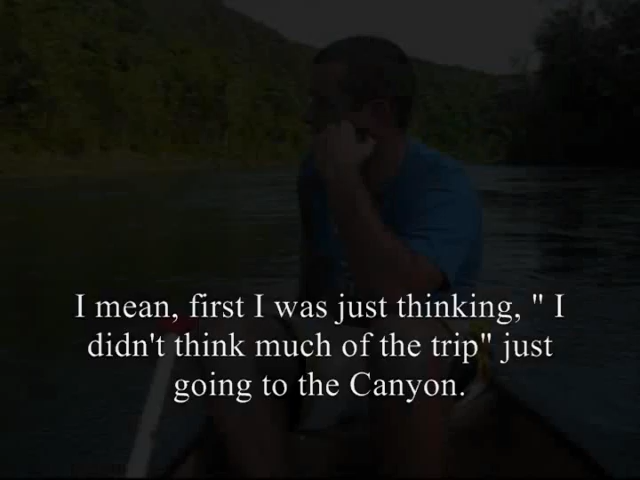 I mean, first I was just thinking, " I
didn't think much of the trip" just
going to the Canyon.